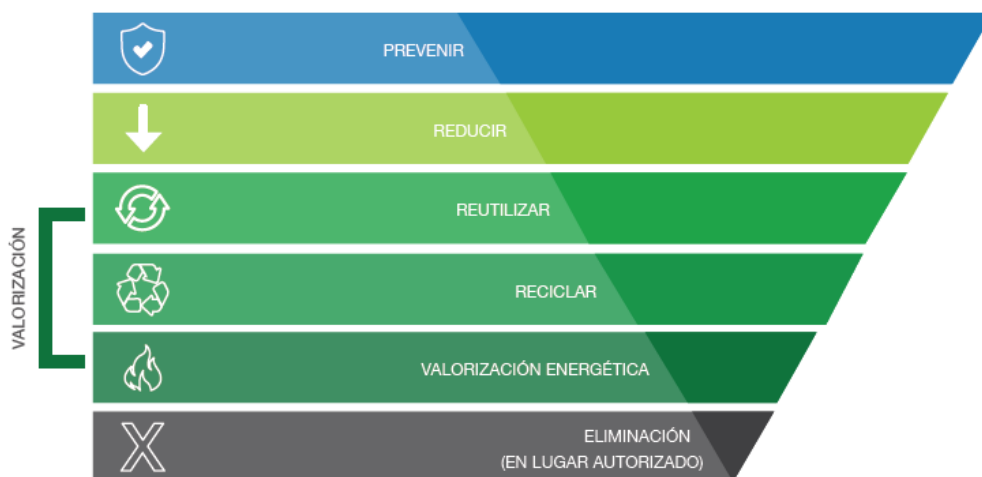 PREVENIR
REDUCIR
REUTILIZAR
RECICLAR
VALORIZACIÓN ENERGÉTICA
ELIMINACIÓN
(EN LUGAR AUTORIZADO)
VALORIZACIÓN